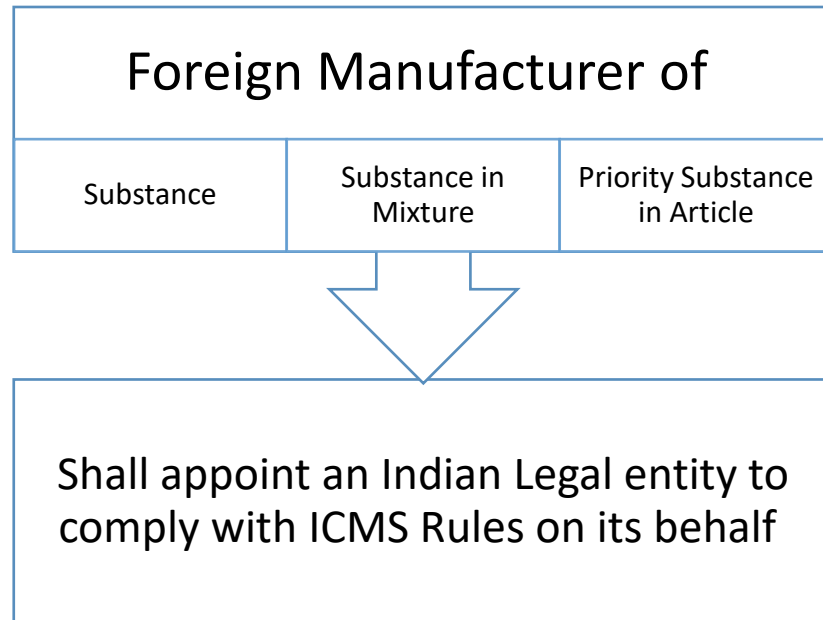 Foreign Manufacturer of
Substance
Substance in
Mixture
Priority Substance
in Article
Shall appoint an Indian Legal entity to
comply with ICMS Rules on its behalf